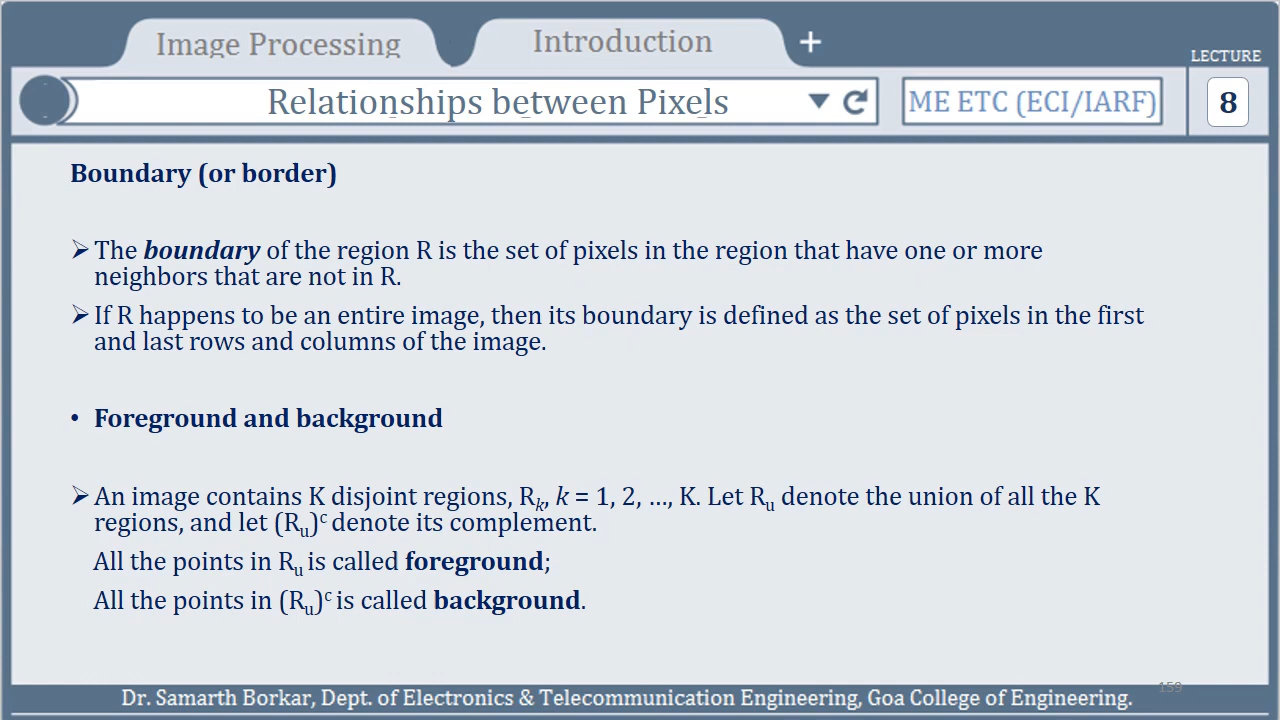 Image Processing
Introduction
+
LECTURE
Relationships between Pixels
ME ETC (ECI/IARF)
8
Boundary (or border)
➢ The boundary of the region R is the set of pixels in the region that have one or more
neighbors that are not in R.
➢ If R happens to be an entire image, then its boundary is defined as the set of pixels in the first
and last rows and columns of the image.
• Foreground and background
➢ An image contains K disjoint regions, Rk, k = 1, 2, …, K. Let Ru denote the union of all the K
regions, and let (Ru)c denote its complement.
All the points in Ru is called foreground;
All the points in (Ru)c is called background.
159
Dr. Samarth Borkar, Dept. of Electronics & Telecommunication Engineering, Goa College of Engineering.